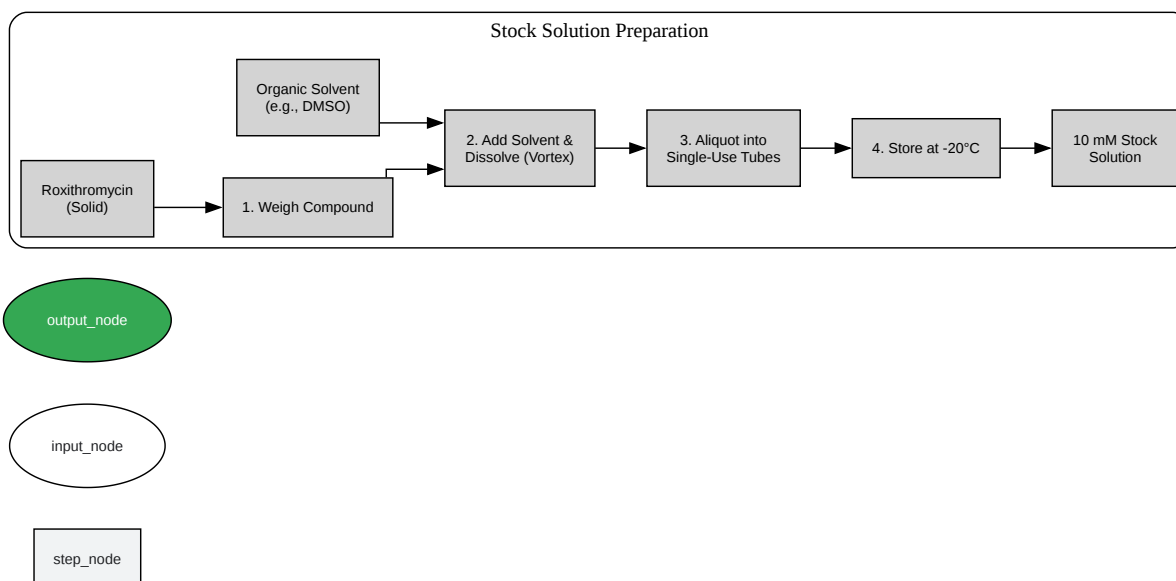 Stock Solution Preparation
Organic Solvent
(e.g., DMSO)
2. Add Solvent &
Dissolve (Vortex)
3. Aliquot into
Single-Use Tubes
4. Store at -20°C
10 mM Stock
Solution
Roxithromycin
(Solid)
1. Weigh Compound
output_node
input_node
step_node